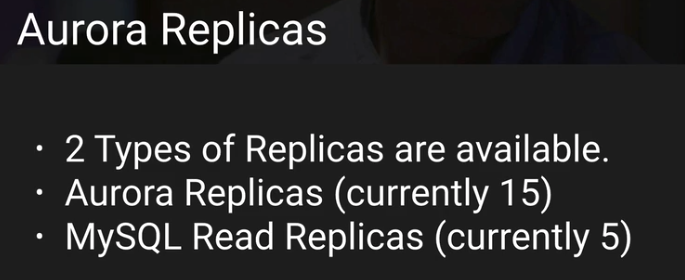 Aurora Replicas
• 2 Types of Replicas are available.
• Aurora Replicas (currently 15)
• MySQL Read Replicas (currently 5)